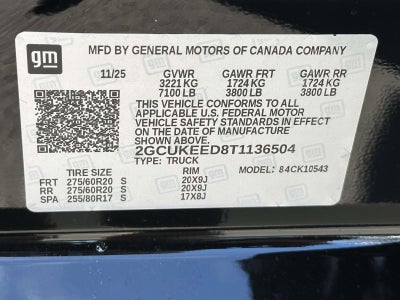 gm
MFD BY GENERAL MOTORS OF CANADA COMPANY
11/25 GVWR GAWR FRT GAWR RR
3221 KG 1724 KG 1724 KG
7100 LB 3800 LB 3800 LB
THIS VEHICLE CONFORMS TO ALL
APPLICABLE U.S. FEDERAL MOTOR
VEHICLE SAFETY STANDARDS IN
EFFECT ON THE DATE OF
MANUFACTURE SHOWN ABOVE.
2GCUKEED8T1136504
TYPE: TRUCK MODEL: 84CK10543
TIRE SIZE RIM
FRT 275/60R20 S 20X9J
RR 275/60R20 S 20X9J
SPA 255/80R17 S 17X8J